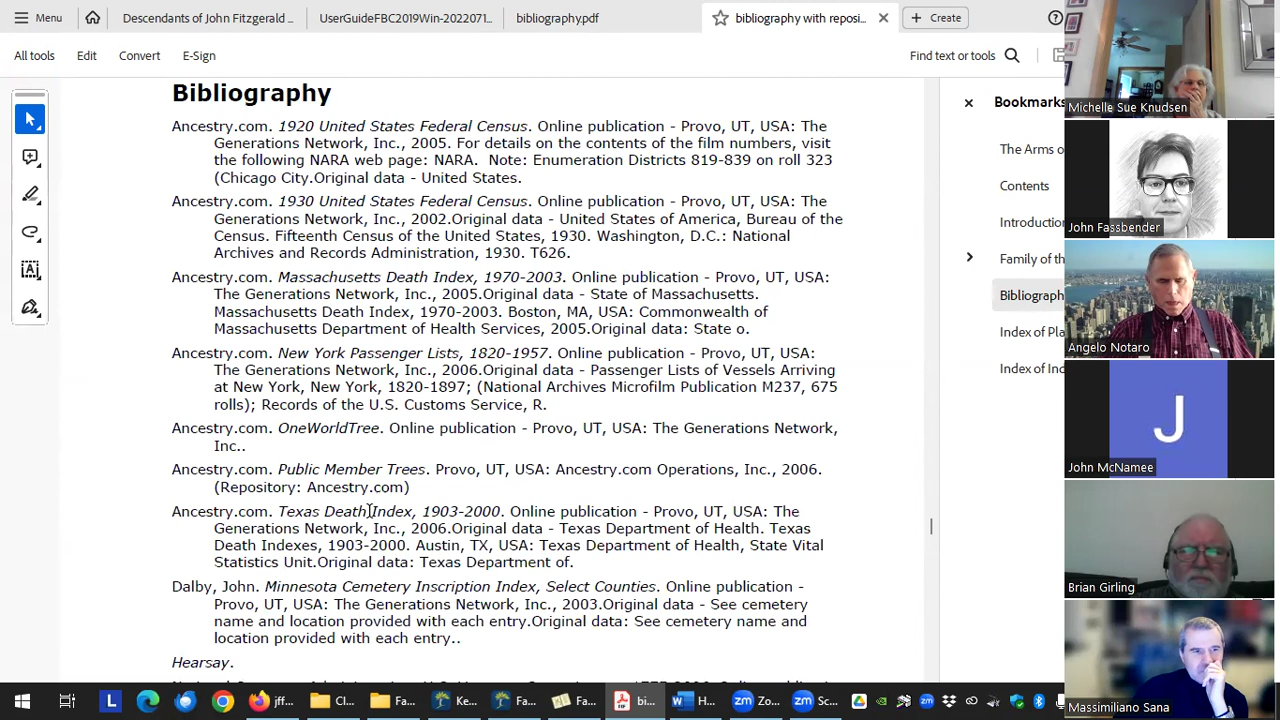 Menu
Descendants of John Fitzgerald ...
UserGuideFBC2019Win-2022071...
bibliography.pdf
bibliography with reposi...
Create
All tools
Edit
Convert
E-Sign
Find text or tools
Bibliography
Ancestry.com. 1920 United States Federal Census. Online publication - Provo, UT, USA: The
Generations Network, Inc., 2005. For details on the contents of the film numbers, visit
the following NARA web page: NARA.  Note: Enumeration Districts 819-839 on roll 323
(Chicago City.Original data - United States.
Ancestry.com. 1930 United States Federal Census. Online publication - Provo, UT, USA: The
Generations Network, Inc., 2002.Original data - United States of America, Bureau of the
Census. Fifteenth Census of the United States, 1930. Washington, D.C.: National
Archives and Records Administration, 1930. T626.
Ancestry.com. Massachusetts Death Index, 1970-2003. Online publication - Provo, UT, USA:
The Generations Network, Inc., 2005.Original data - State of Massachusetts.
Massachusetts Death Index, 1970-2003. Boston, MA, USA: Commonwealth of
Massachusetts Department of Health Services, 2005.Original data: State o.
Ancestry.com. New York Passenger Lists, 1820-1957. Online publication - Provo, UT, USA:
The Generations Network, Inc., 2006.Original data - Passenger Lists of Vessels Arriving
at New York, New York, 1820-1897; (National Archives Microfilm Publication M237, 675
rolls); Records of the U.S. Customs Service, R.
Ancestry.com. OneWorldTree. Online publication - Provo, UT, USA: The Generations Network,
Inc..
Ancestry.com. Public Member Trees. Provo, UT, USA: Ancestry.com Operations, Inc., 2006.
(Repository: Ancestry.com)
Ancestry.com. Texas Death Index, 1903-2000. Online publication - Provo, UT, USA: The
Generations Network, Inc., 2006.Original data - Texas Department of Health. Texas
Death Indexes, 1903-2000. Austin, TX, USA: Texas Department of Health, State Vital
Statistics Unit.Original data: Texas Department of.
Dalby, John. Minnesota Cemetery Inscription Index, Select Counties. Online publication -
Provo, UT, USA: The Generations Network, Inc., 2003.Original data - See cemetery
name and location provided with each entry.Original data: See cemetery name and
location provided with each entry..
Hearsay.
Bookmarks
The Arms o
Contents
Introduction
Family of the
Bibliograph
Index of Pla
Index of Ind
Michelle Sue Knudsen
John Fassbender
Angelo Notaro
J
John McNamee
Brian Girling
Massimiliano Sana
L
jff...
Cl...
Fa...
Ke...
Fa...
Fa...
bi...
H...
Zo...
Sc...